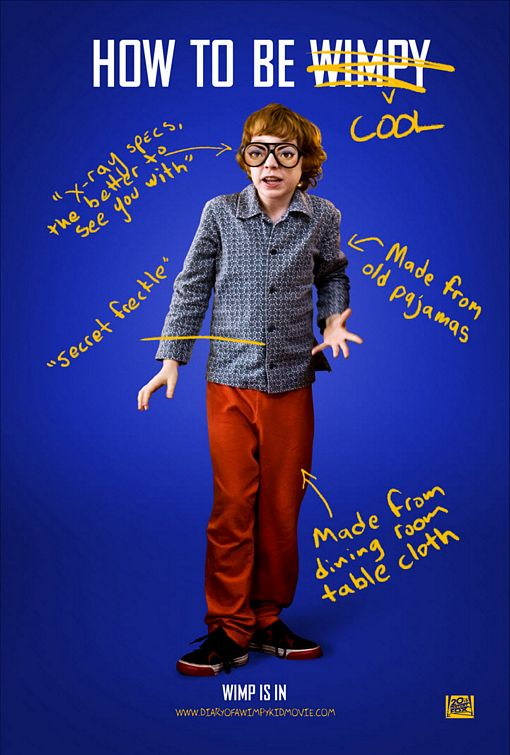 HOW TO BE WIMPY
COOL
"X-ray specs,
the better to
see you with"
Made from
old pajamas
"secret freckle"
Made from
dining room
table cloth
WIMP IS IN
WWW.DIARYOFAWIMPYKIDMOVIE.COM
20TH
CENTURY
FOX